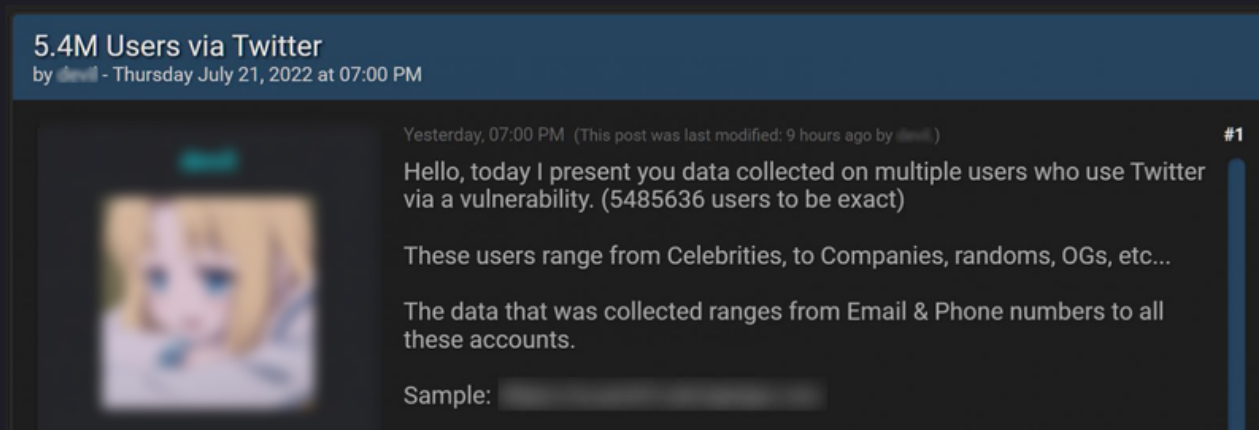 5.4M Users via Twitter
by - Thursday July 21, 2022 at 07:00 PM
Yesterday, 07:00 PM (This post was last modified: 9 hours ago by .)
#1
Hello, today I present you data collected on multiple users who use Twitter
via a vulnerability. (5485636 users to be exact)
These users range from Celebrities, to Companies, randoms, OGs, etc...
The data that was collected ranges from Email & Phone numbers to all
these accounts.
Sample: